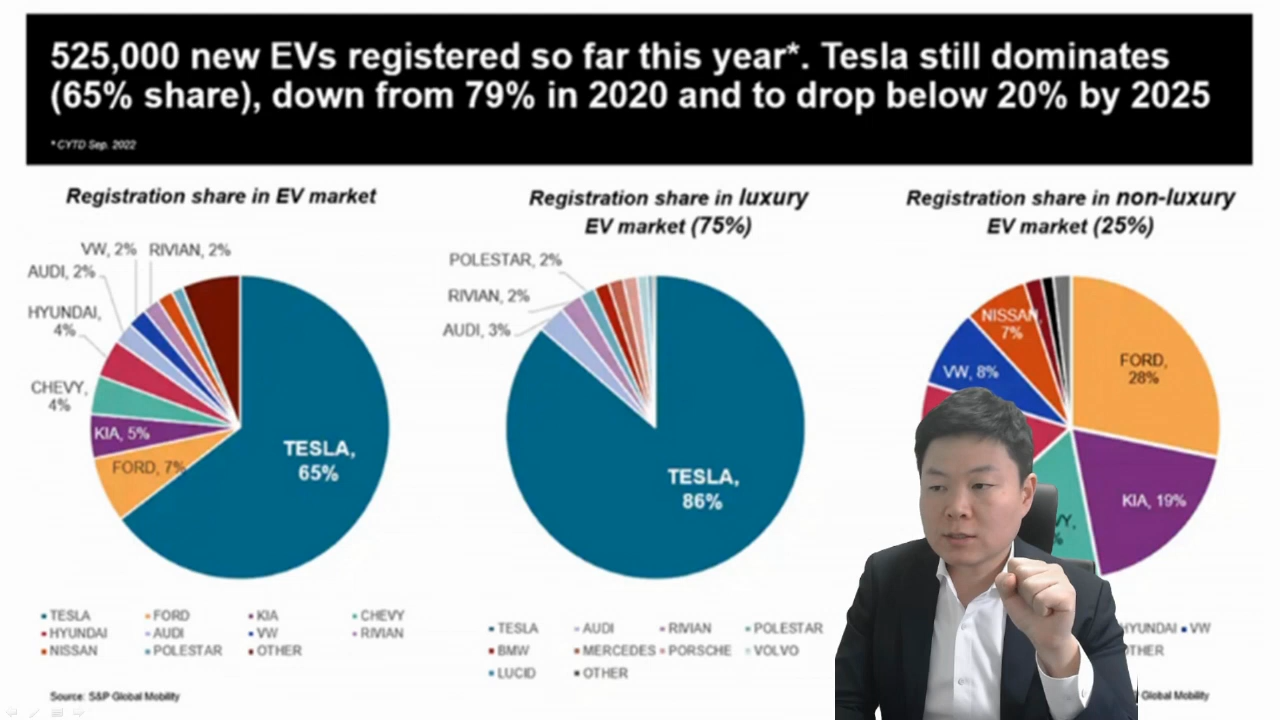 525,000 new EVs registered so far this year*. Tesla still dominates
(65% share), down from 79% in 2020 and to drop below 20% by 2025
* CYTD Sep. 2022
Registration share in EV market
VW, 2%
RIVIAN, 2%
AUDI, 2%
HYUNDAI,
4%
CHEVY,
4%
KIA, 5%
FORD, 7%
TESLA,
65%
TESLA
FORD
KIA
CHEVY
HYUNDAI
AUDI
VW
RIVIAN
NISSAN
POLESTAR
OTHER
Source: S&P Global Mobility
Registration share in luxury
EV market (75%)
POLESTAR, 2%
RIVIAN, 2%
AUDI, 3%
TESLA,
86%
TESLA
AUDI
RIVIAN
POLESTAR
BMW
MERCEDES
PORSCHE
VOLVO
LUCID
OTHER
Registration share in non-luxury
EV market (25%)
NISSAN,
7%
VW, 8%
FORD,
28%
KIA, 19%
VY,
%
HYUNDAI
VW
THER
Global Mobility